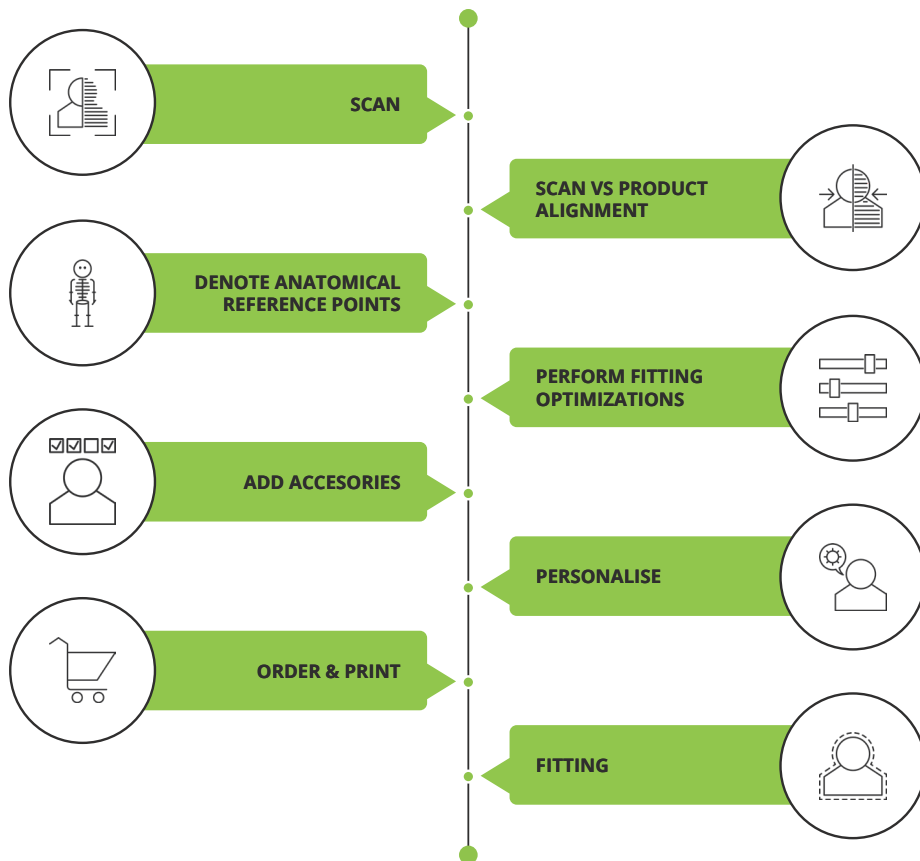 SCAN
SCAN VS PRODUCT
ALIGNMENT
DENOTE ANATOMICAL
REFERENCE POINTS
PERFORM FITTING
OPTIMIZATIONS
ADD ACCESORIES
PERSONALISE
ORDER & PRINT
FITTING